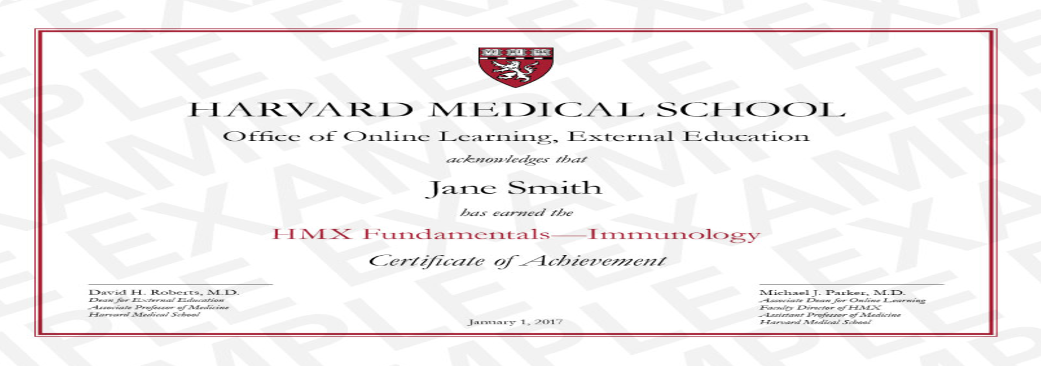 HARVARD MEDICAL SCHOOL
Office of Online Learning, External Education
acknowledges that
Jane Smith
has earned the
HMX Fundamentals—Immunology
Certificate of Achievement
David H. Roberts, M.D.
Dean for External Education
Associate Professor of Medicine
Harvard Medical School
January 1, 2017
Michael J. Parker, M.D.
Associate Dean for Online Learning
Faculty Director of HMX
Assistant Professor of Medicine
Harvard Medical School
EXAMPLE